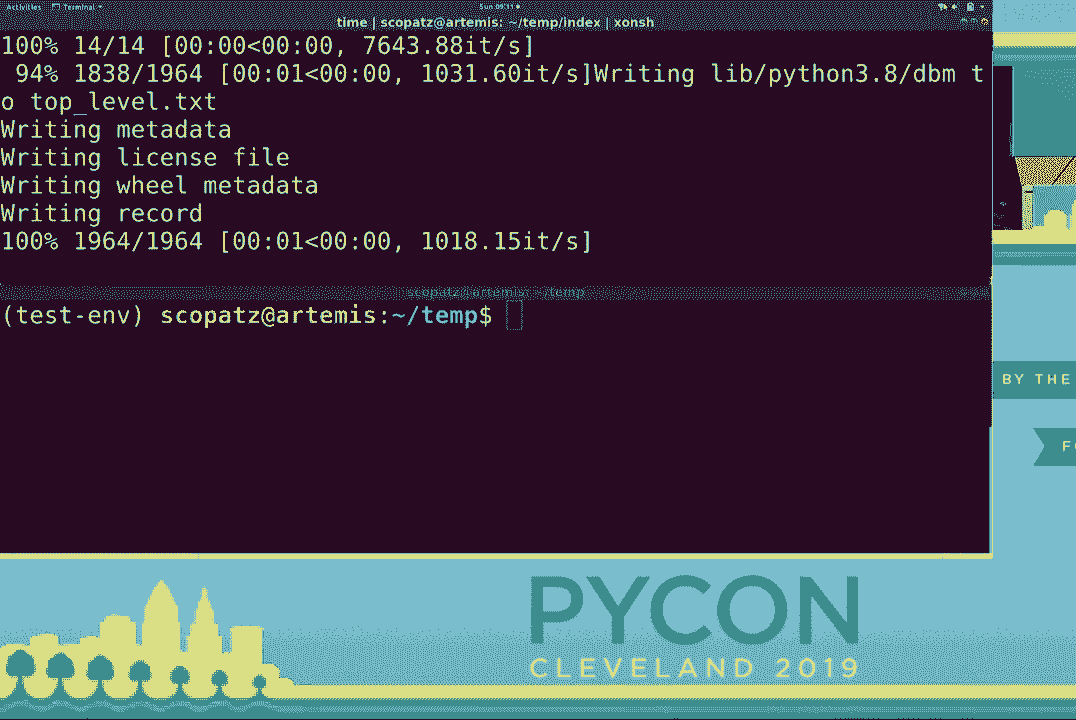 Activities Terminal Sun 09:11
time | scopatz@artemis: ~/temp/index | xonsh
100% 14/14 [00:00<00:00, 7643.88it/s]
 94% 1838/1964 [00:01<00:00, 1031.60it/s]Writing lib/python3.8/dbm t
o top_level.txt
Writing metadata
Writing license file
Writing wheel metadata
Writing record
100% 1964/1964 [00:01<00:00, 1018.15it/s]
scopatz@artemis: ~/temp
(test-env) scopatz@artemis:~/temp$
BY THE
PYCON
CLEVELAND 2019